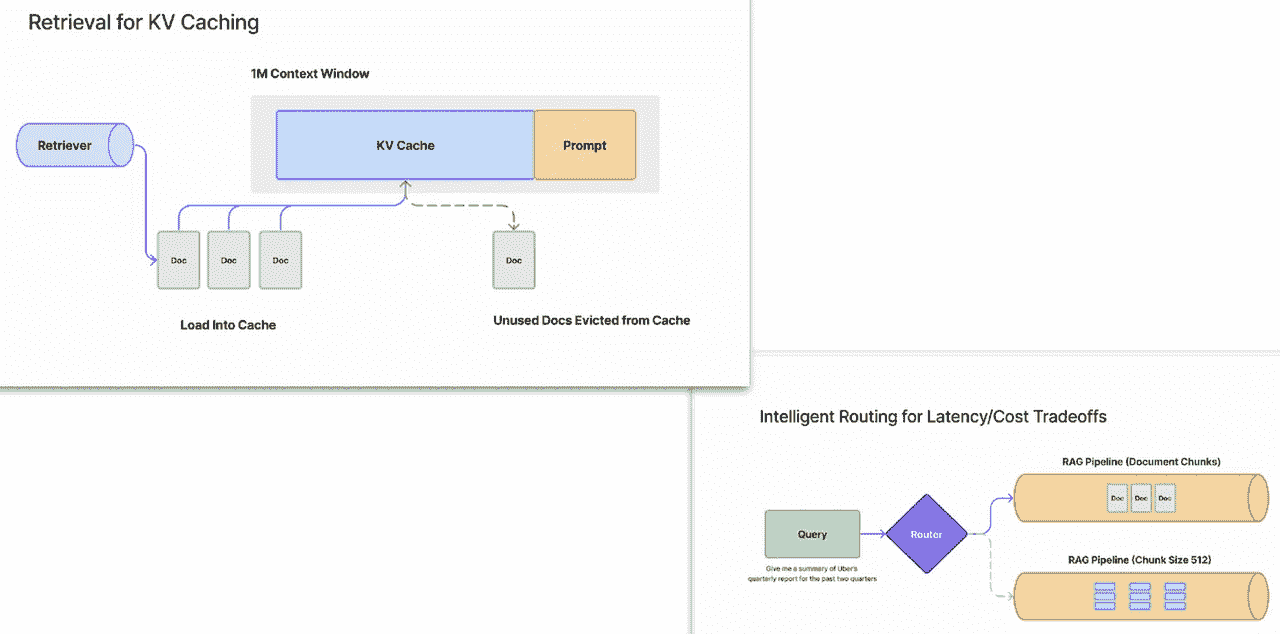 Retrieval for KV Caching
1M Context Window
Retriever
KV Cache
Prompt
Doc
Doc
Doc
Doc
Load Into Cache
Unused Docs Evicted from Cache
Intelligent Routing for Latency/Cost Tradeoffs
RAG Pipeline (Document Chunks)
Doc
Doc
Doc
Query
Router
Give me a summary of Uber's
quarterly report for the past two quarters
RAG Pipeline (Chunk Size 512)